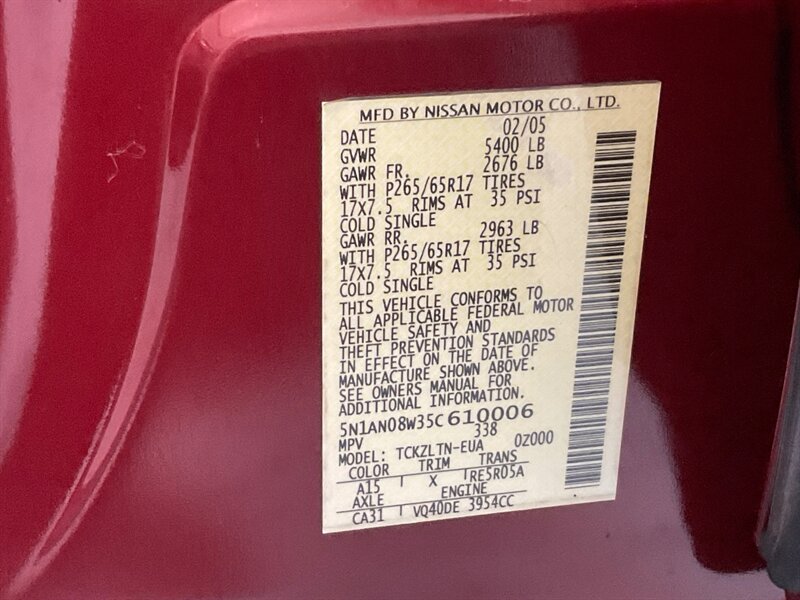 MFD BY NISSAN MOTOR CO., LTD.
DATE 02/05
GVWR 5400 LB
GAWR FR. 2676 LB
WITH P265/65R17 TIRES
17X7.5 RIMS AT 35 PSI
COLD SINGLE
GAWR RR. 2963 LB
WITH P265/65R17 TIRES
17X7.5 RIMS AT 35 PSI
COLD SINGLE
THIS VEHICLE CONFORMS TO
ALL APPLICABLE FEDERAL MOTOR
VEHICLE SAFETY AND
THEFT PREVENTION STANDARDS
IN EFFECT ON THE DATE OF
MANUFACTURE SHOWN ABOVE.
SEE OWNERS MANUAL FOR
ADDITIONAL INFORMATION.
5N1AN08W35C610006
MPV 338
MODEL: TCKZLTN-EUA 0Z000
COLOR TRIM TRANS
A15 X RE5R05A
AXLE ENGINE
CA31 VQ40DE 3954CC